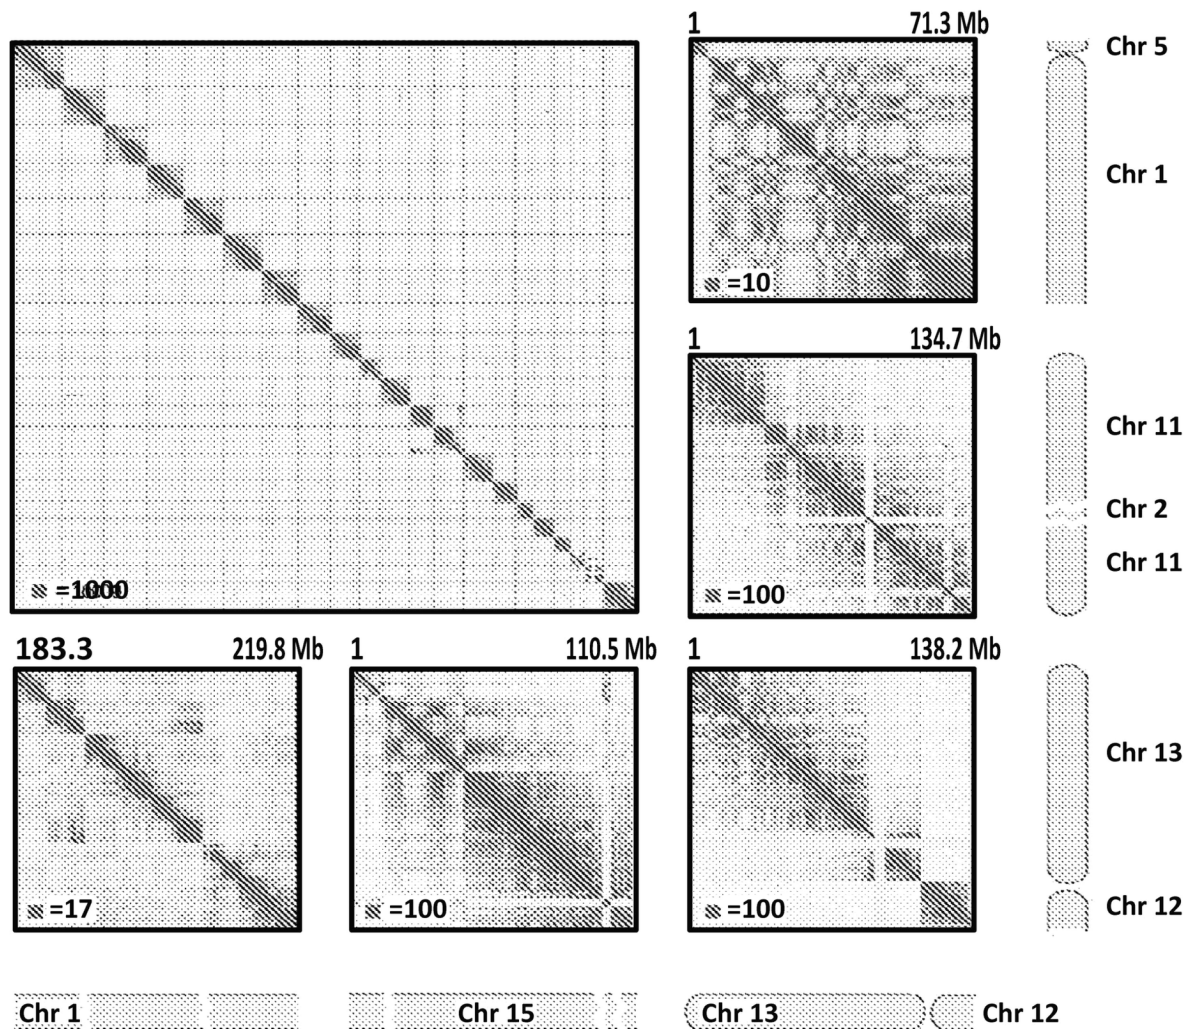 1 71.3 Mb
Chr 5
Chr 1
=10
1 134.7 Mb
Chr 11
Chr 2
Chr 11
=100
=1000
183.3 219.8 Mb
1 110.5 Mb
1 138.2 Mb
Chr 13
Chr 12
=17
=100
=100
Chr 1
Chr 15
Chr 13
Chr 12